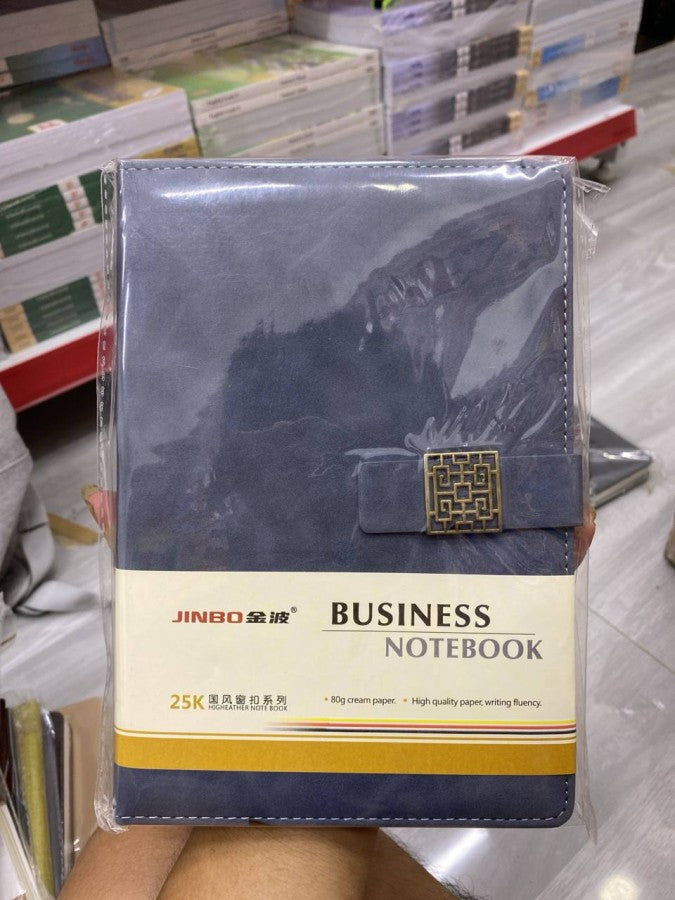 JINBO金波®
BUSINESS
NOTEBOOK
25K 国风窗扣系列
HIGHEATHER NOTE BOOK
• 80g cream paper. • High quality paper, writing fluency.